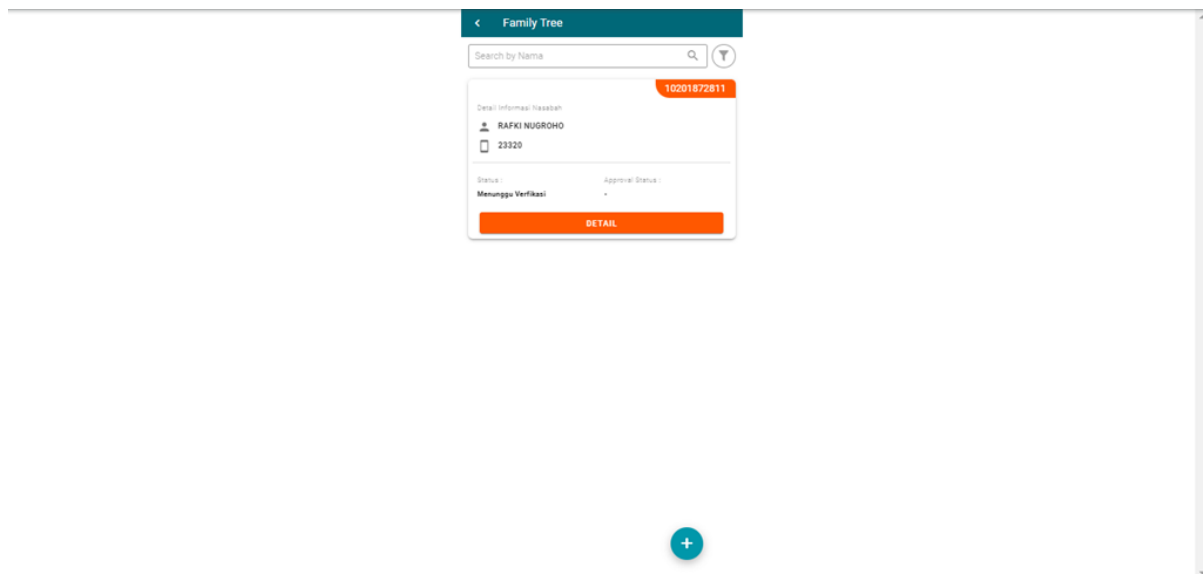 Family Tree
Search by Nama
10201872811
Detail Informasi Nasabah
RAFKI NUGROHO
23320
Status : Approval Status :
Menunggu Verfikasi -
DETAIL
+